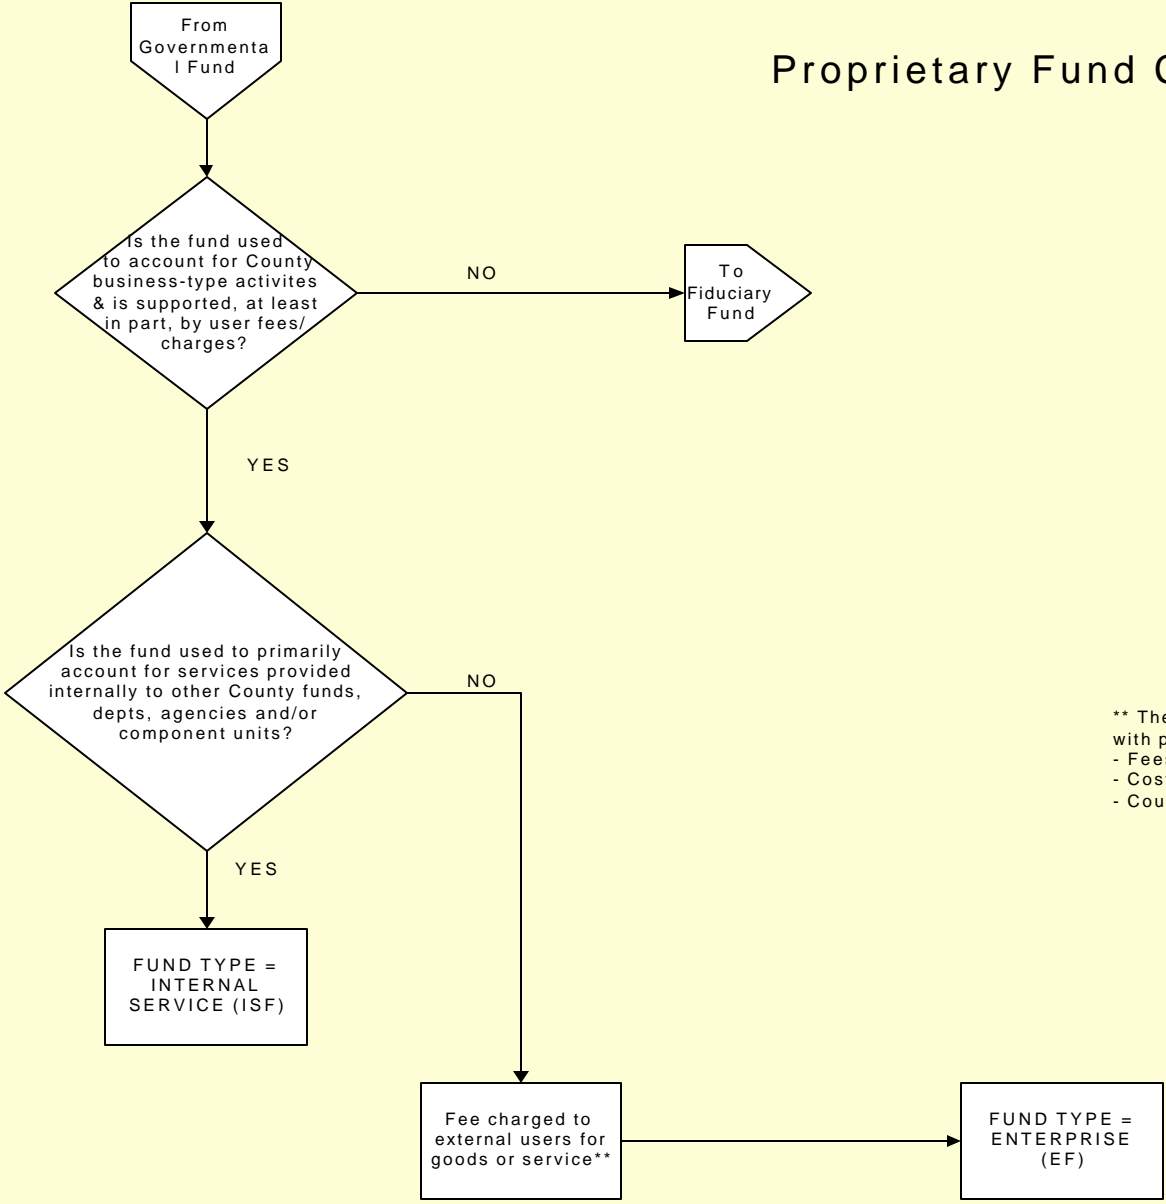 From
Governmenta
l Fund
Proprietary Fund
Is the fund used
to account for County
business-type activites
& is supported, at least
in part, by user fees/
charges?
NO
To
Fiduciary
Fund
YES
Is the fund used to primarily
account for services provided
internally to other County funds,
depts, agencies and/or
component units?
NO
** The
with p
- Fees
- Cos
- Cou
YES
FUND TYPE =
INTERNAL
SERVICE (ISF)
Fee charged to
external users for
goods or service**
FUND TYPE =
ENTERPRISE
(EF)